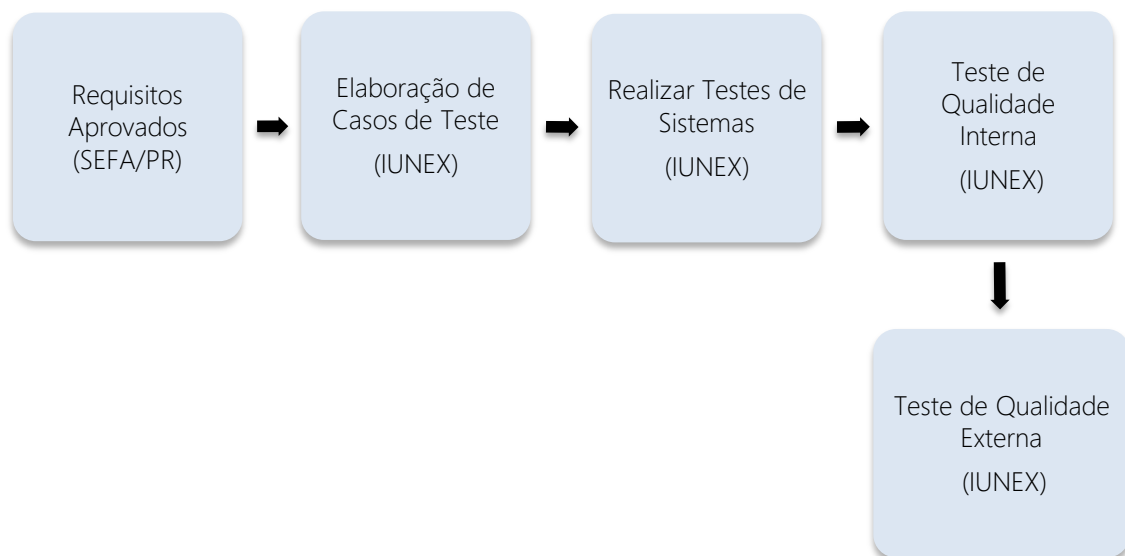 Requisitos
Aprovados
(SEFA/PR)
Elaboração de
Casos de Teste
(IUNEX)
Realizar Testes de
Sistemas
(IUNEX)
Teste de
Qualidade
Interna
(IUNEX)
Teste de Qualidade
Externa
(IUNEX)